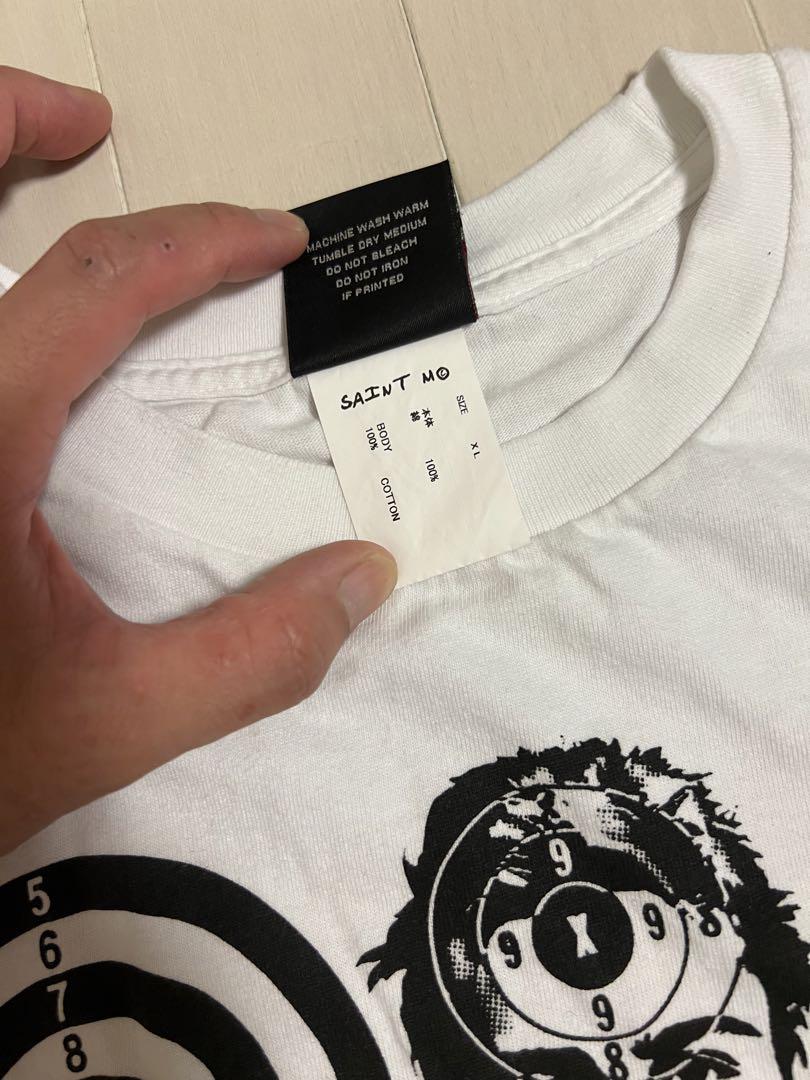 MACHINE WASH WARM
TUMBLE DRY MEDIUM
DO NOT BLEACH
DO NOT IRON
IF PRINTED
SAINT M
SIZE XL
本体
綿 100%
BODY
100% COTTON
5
6
7
8
9
9 X 9 8
9
8